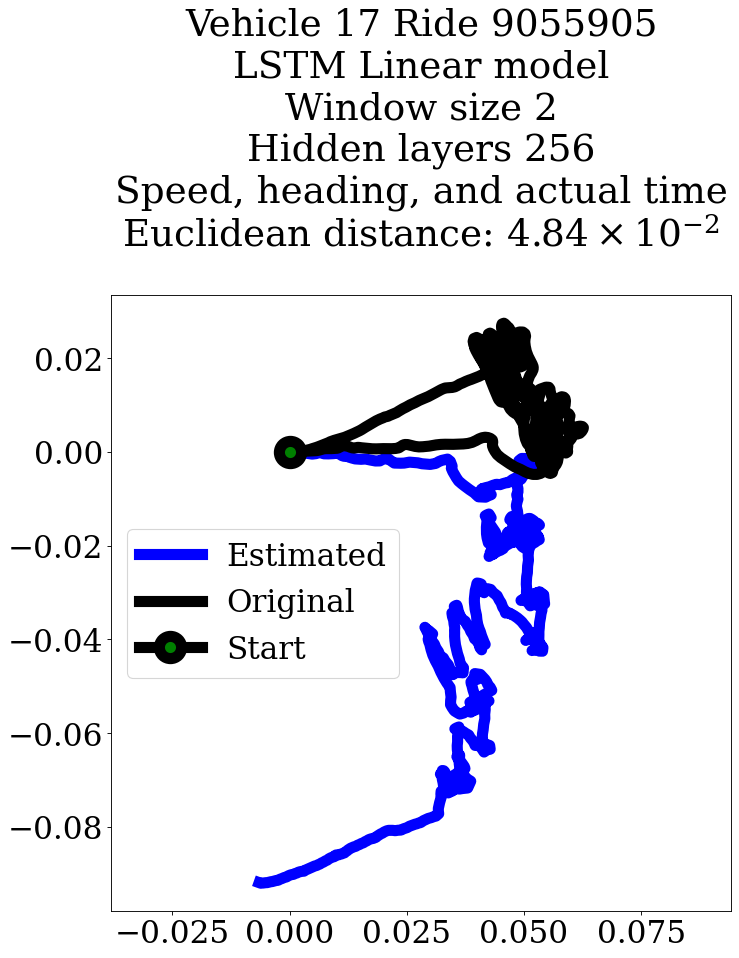 Vehicle 17 Ride 9055905
LSTM Linear model
Window size 2
Hidden layers 256
Speed, heading, and actual time
Euclidean distance: 4.84 × 10⁻²
0.02
0.00
−0.02
−0.04
−0.06
−0.08
Estimated
Original
Start
−0.025 0.000 0.025 0.050 0.075